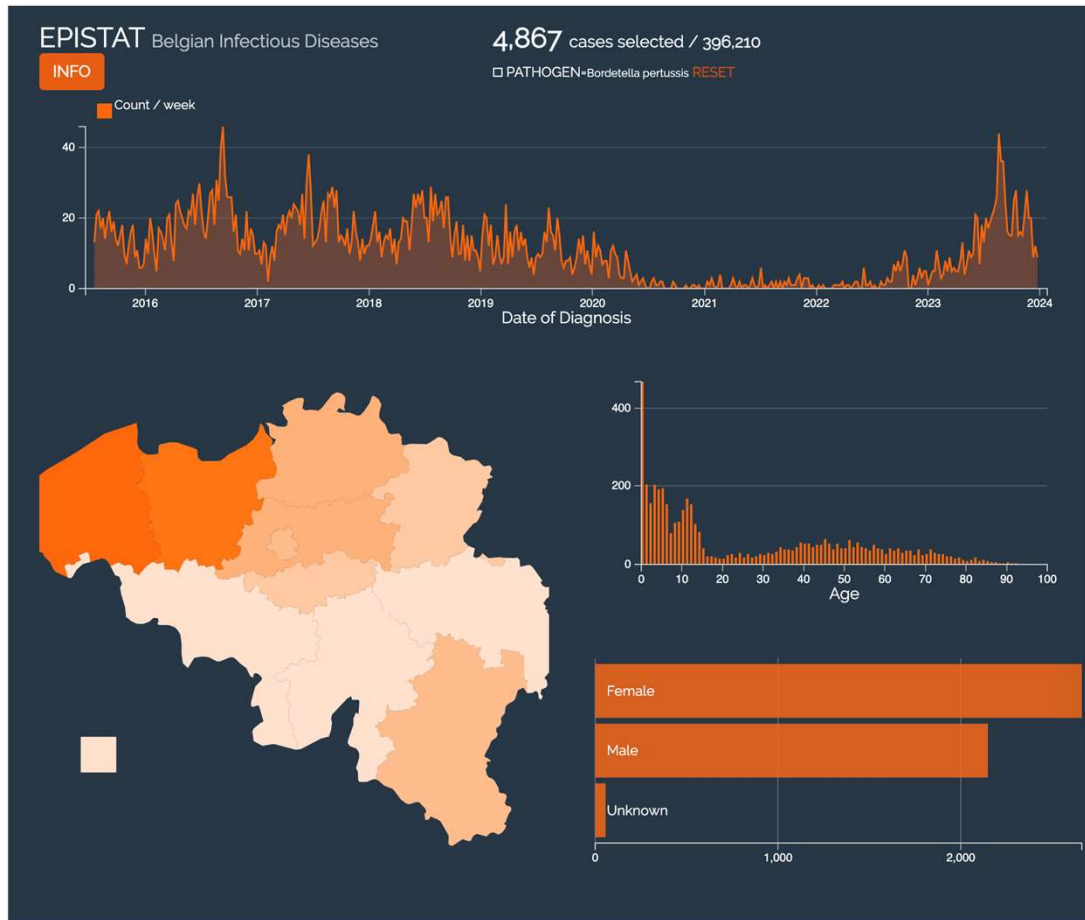 EPISTAT Belgian Infectious Diseases
INFO
4,867 cases selected / 396,210
PATHOGEN=Bordetella pertussis RESET
Count / week
40
20
0
2016 2017 2018 2019 2020 2021 2022 2023 2024
Date of Diagnosis
400
200
0
0 10 20 30 40 50 60 70 80 90 100
Age
Female
Male
Unknown
0 1,000 2,000